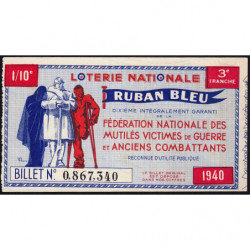 LOTERIE NATIONALE
1/10e
3e
TRANCHE
RUBAN BLEU
DIXIÈME INTÉGRALEMENT GARANTI
DE LA
FÉDÉRATION NATIONALE DES
MUTILÉS VICTIMES DE GUERRE
ET ANCIENS COMBATTANTS
RECONNUE D'UTILITÉ PUBLIQUE
BILLET No 0.867.340
LE BILLET ORIGINAL
EST DÉPOSÉ
DANS NOS COFFRES
1940